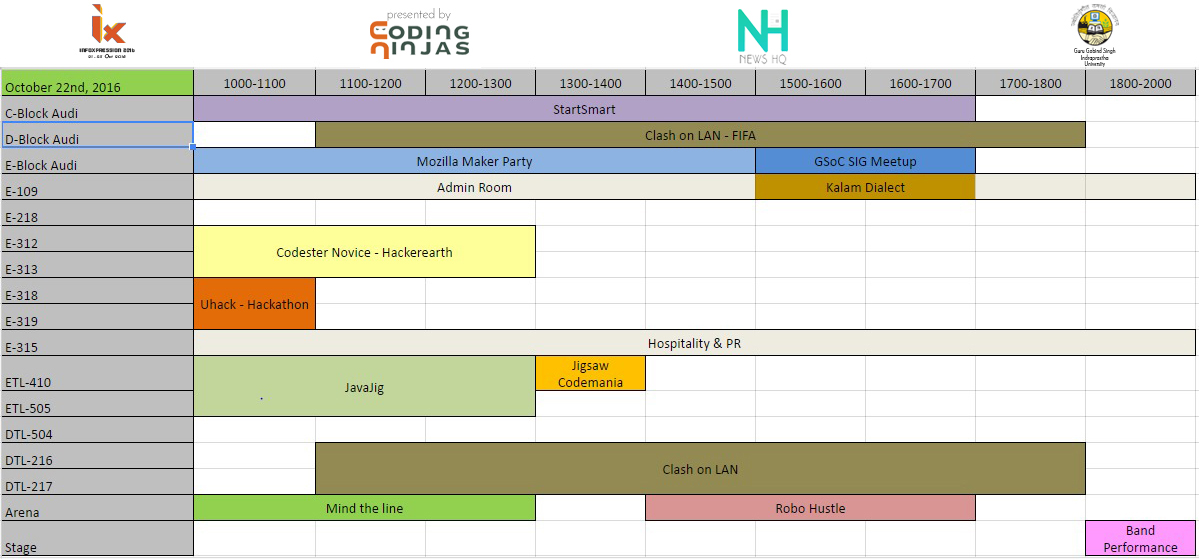 INFOXPRESSION 2016
presented by
CODING
NINJAS
NH
NEWS HQ
Guru Gobind Singh
Indraprastha
University
October 22nd, 2016 1000-1100 1100-1200 1200-1300 1300-1400 1400-1500 1500-1600 1600-1700 1700-1800 1800-2000
C-Block Audi StartSmart
D-Block Audi Clash on LAN - FIFA
E-Block Audi Mozilla Maker Party GSoC SIG Meetup
E-109 Admin Room Kalam Dialect
E-218
E-312
Codester Novice - Hackerearth
E-313
E-318
Uhack - Hackathon
E-319
E-315 Hospitality & PR
ETL-410 Jigsaw
Codemania
JavaJig
ETL-505
DTL-504
DTL-216
Clash on LAN
DTL-217
Arena Mind the line Robo Hustle
Stage Band
Performance